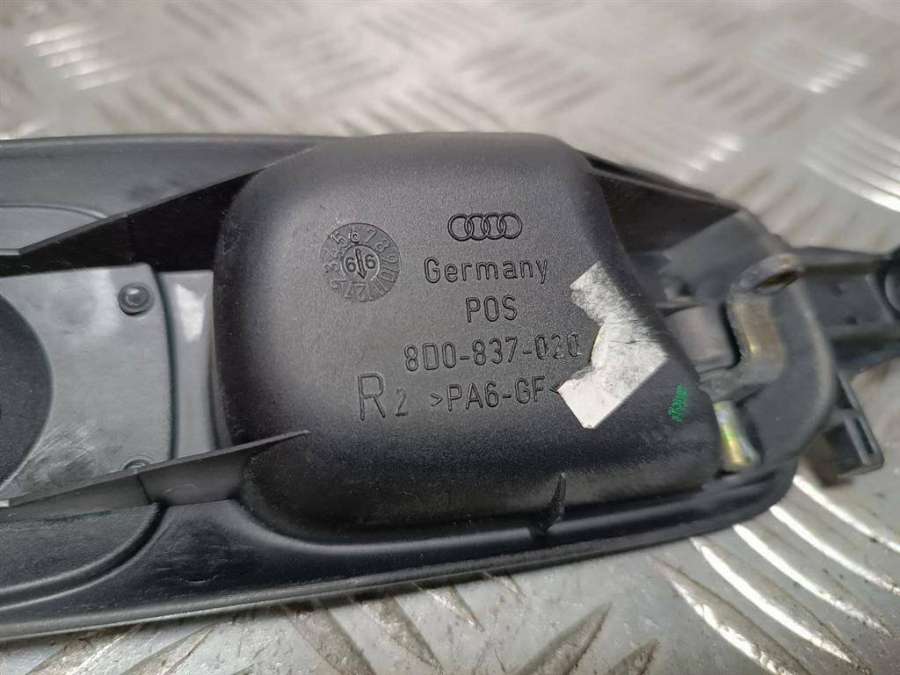 Germany
POS
8D0-837-020
R2 >PA6-GF<